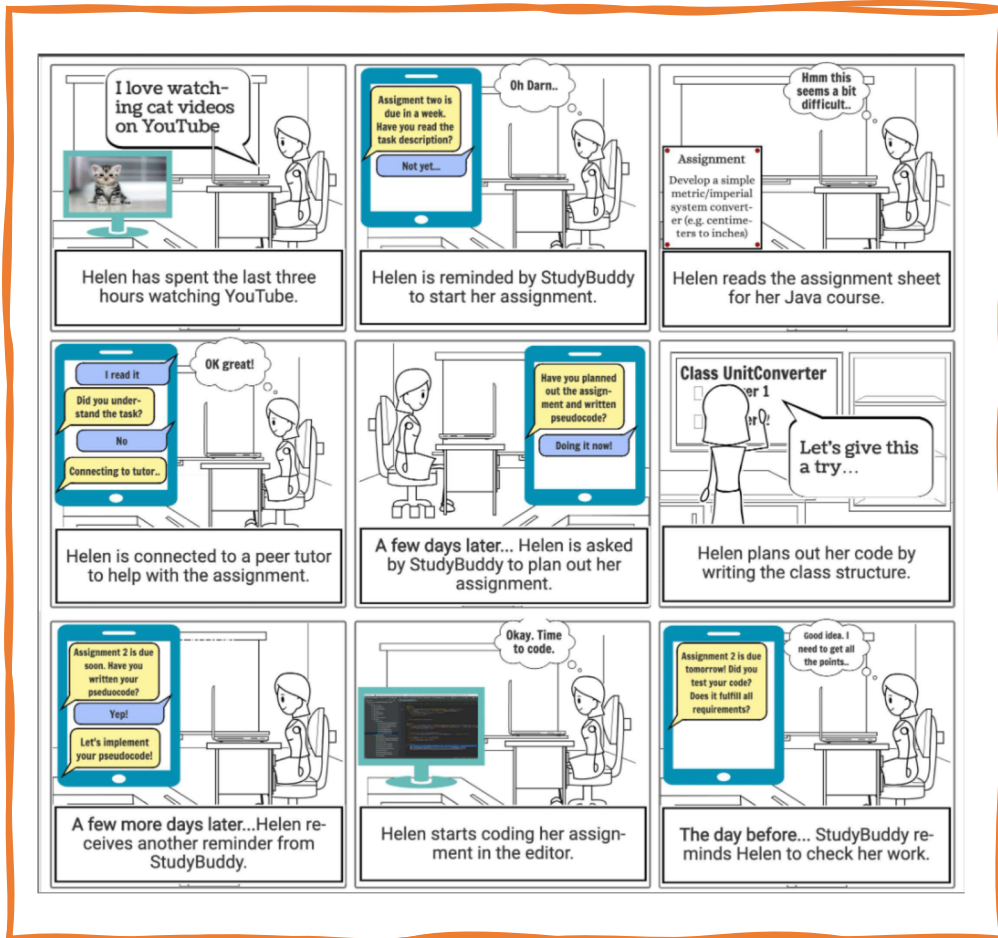 I love watch-
ing cat videos
on YouTube
Helen has spent the last three
hours watching YouTube.
Assigment two is
due in a week.
Have you read the
task description?
Not yet...
Oh Darn..
Helen is reminded by StudyBuddy
to start her assignment.
Hmm this
seems a bit
difficult..
Assignment
Develop a simple
metric/imperial
system convert-
er (e.g. centime-
ters to inches)
Helen reads the assignment sheet
for her Java course.
I read it
Did you under-
stand the task?
No
Connecting to tutor..
OK great!
Helen is connected to a peer tutor
to help with the assignment.
Have you planned
out the assign-
ment and written
pseudocode?
Doing it now!
A few days later... Helen is asked
by StudyBuddy to plan out her
assignment.
Class UnitConverter
er 1
Let's give this
a try...
Helen plans out her code by
writing the class structure.
Assignment 2 is due
soon. Have you
written your
pseduocode?
Yep!
Let's implement
your pseudocode!
A few more days later...Helen re-
ceives another reminder from
StudyBuddy.
Okay. Time
to code.
Helen starts coding her assign-
ment in the editor.
Assignment 2 is due
tomorrow! Did you
test your code?
Does it fulfill all
requirements?
Good idea. I
need to get all
the points..
The day before... StudyBuddy re-
minds Helen to check her work.